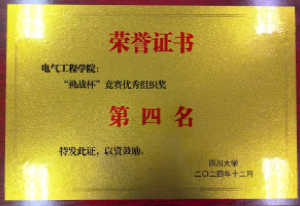 荣誉证书
电气工程学院：
“挑战杯”竞赛优秀组织奖
第四名
特发此证，以资鼓励。
四川大学
二〇二四年十二月